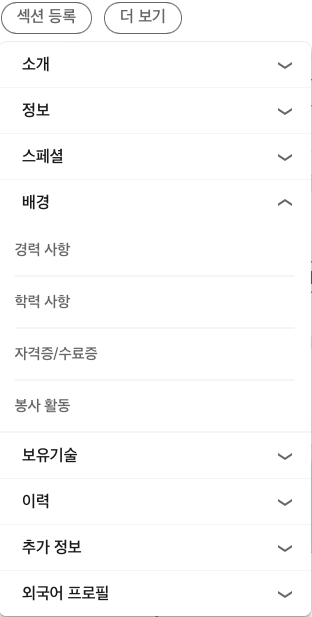 섹션 등록 더 보기
소개
정보
스페셜
배경
경력 사항
학력 사항
자격증/수료증
봉사 활동
보유기술
이력
추가 정보
외국어 프로필